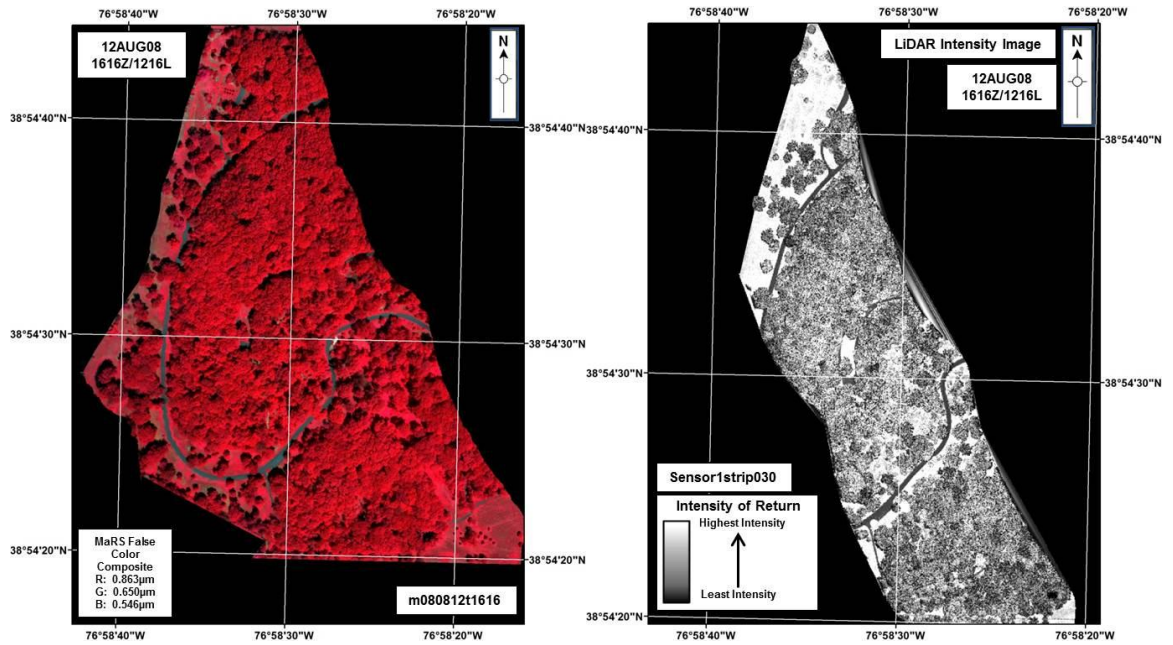 76°58'40"W
76°58'30"W
76°58'20"W
12AUG08
1616Z/1216L
N
38°54'40"N
38°54'40"N
38°54'30"N
38°54'30"N
38°54'20"N
38°54'20"N
MaRS False
Color
Composite
R: 0.863µm
G: 0.650µm
B: 0.546µm
m080812t1616
76°58'40"W
76°58'30"W
76°58'20"W
76°58'40"W
76°58'30"W
76°58'20"W
LiDAR Intensity Image
12AUG08
1616Z/1216L
N
38°54'40"N
38°54'40"N
38°54'30"N
38°54'30"N
Sensor1strip030
Intensity of Return
Highest Intensity
Least Intensity
38°54'20"N
76°58'40"W
76°58'30"W
76°58'20"W